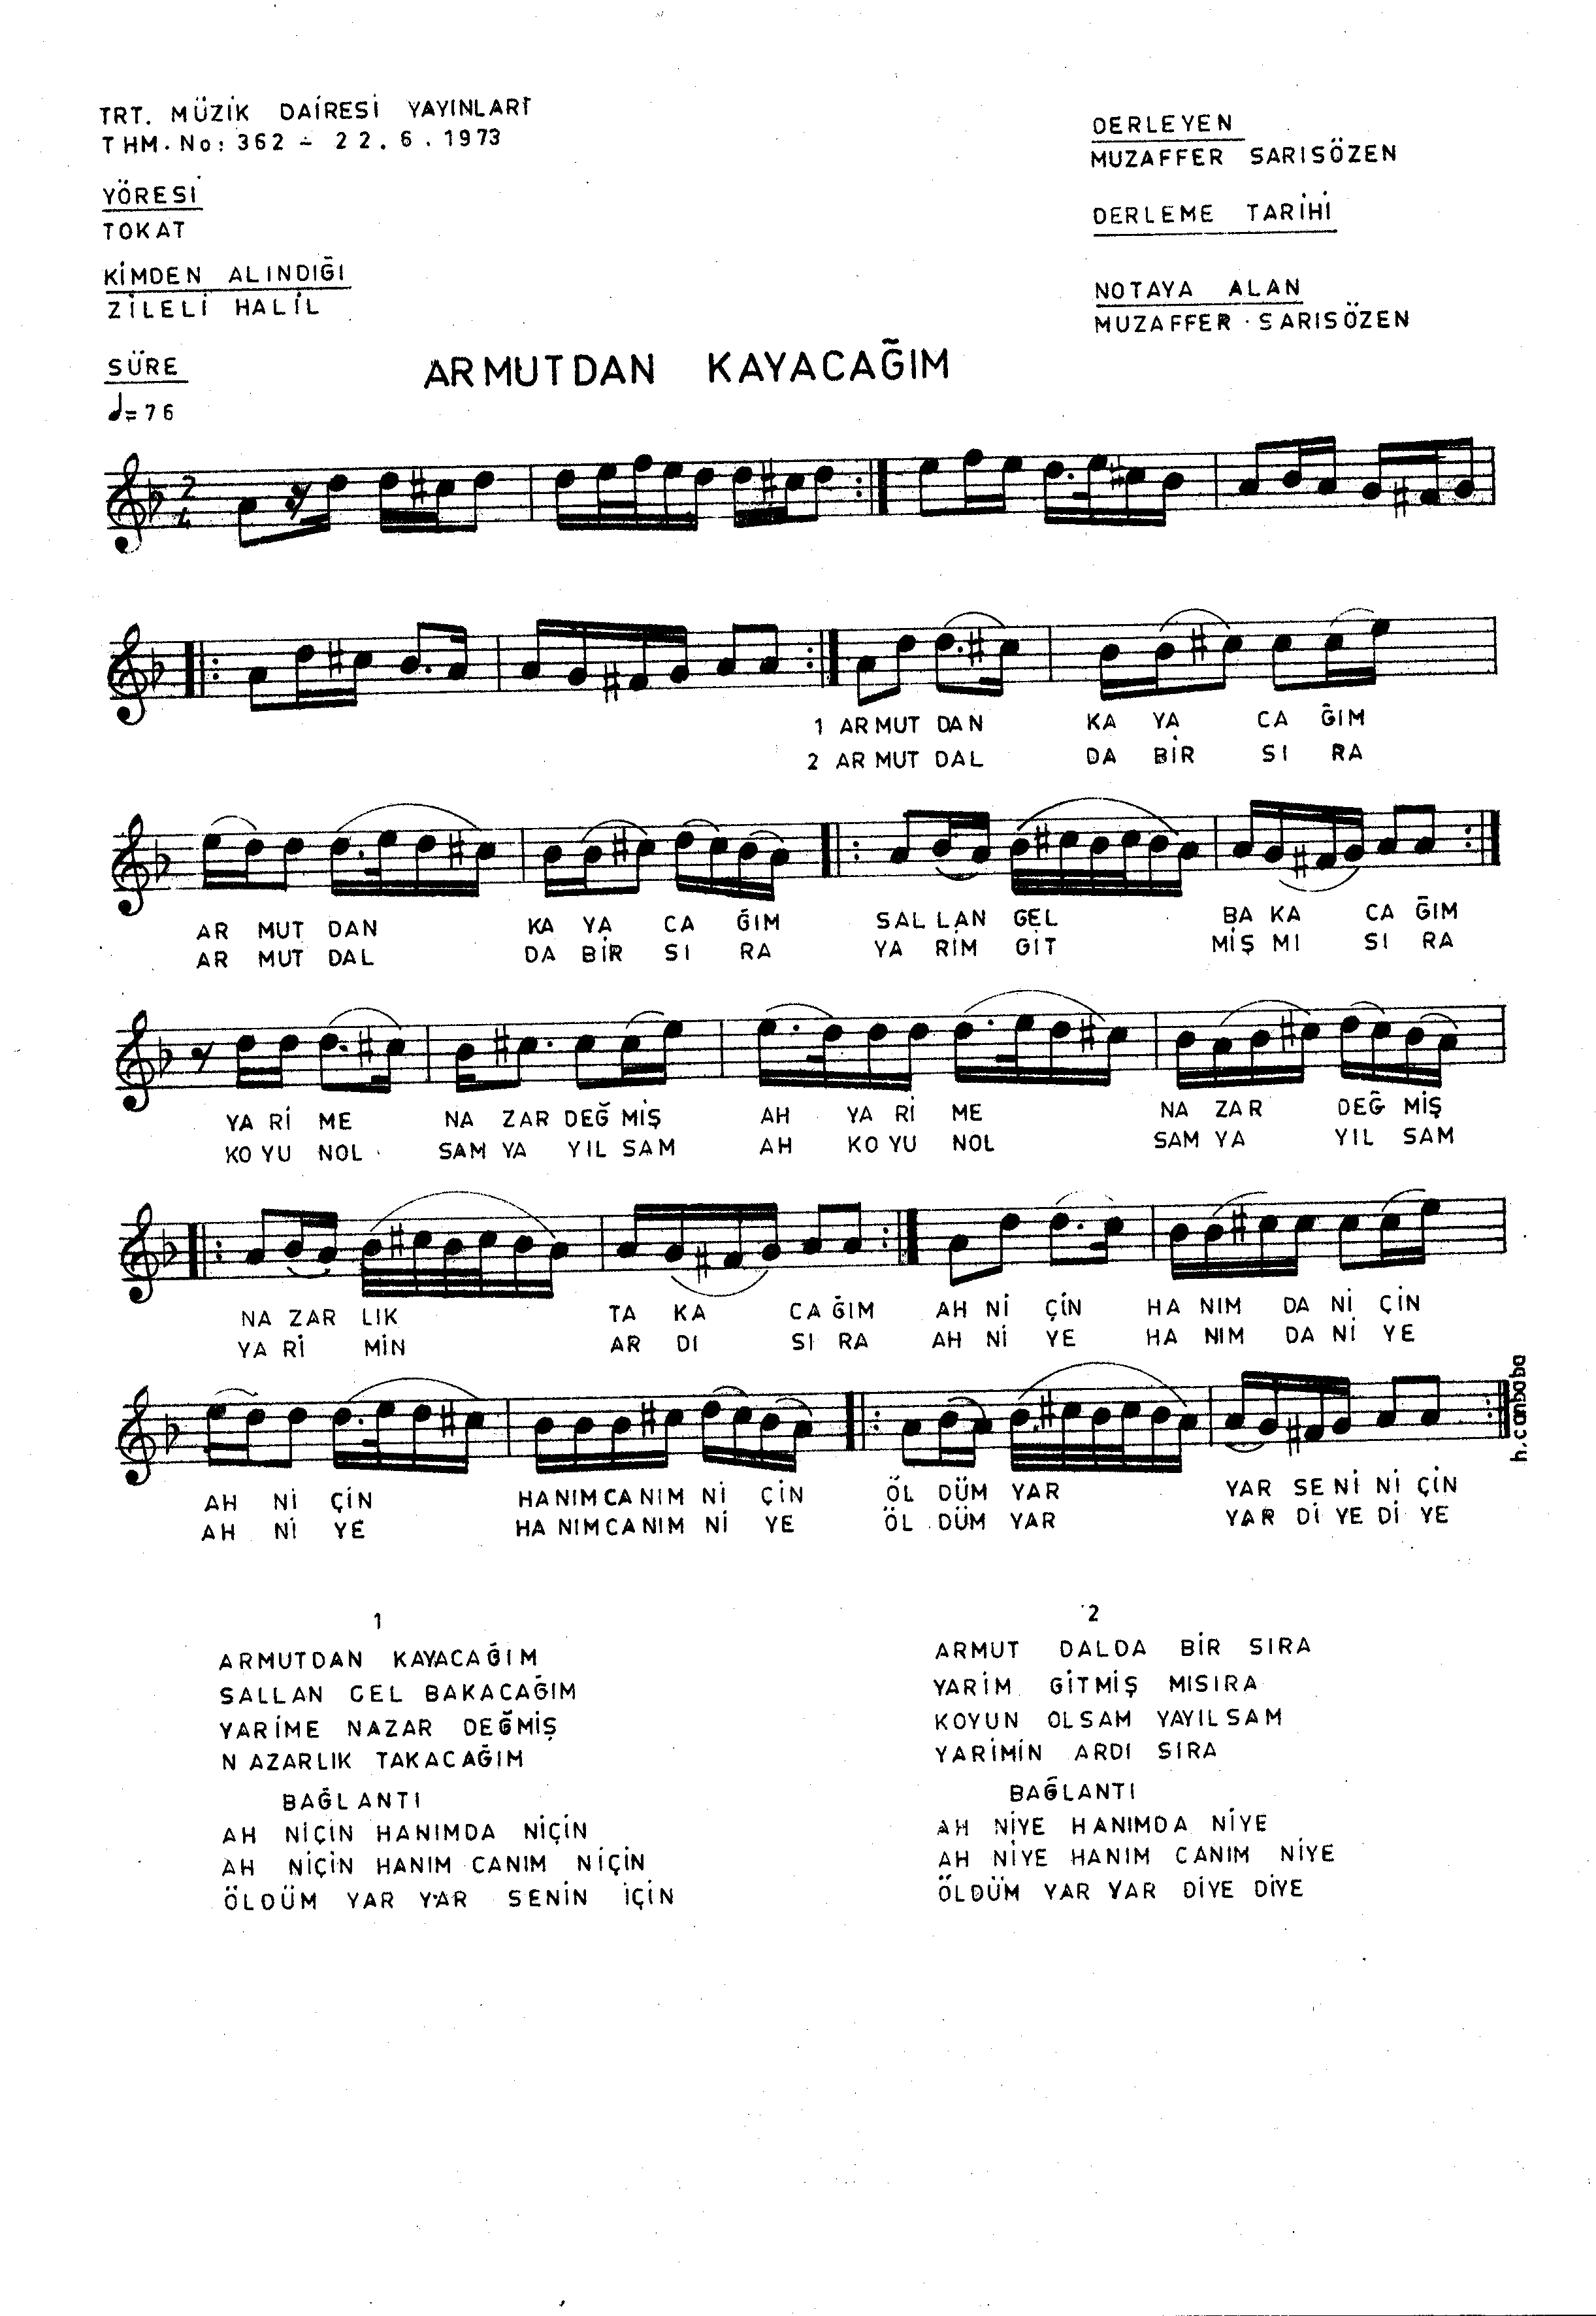 TRT. MÜZİK DAİRESİ YAYINLARI
THM. No: 362 - 22.6.1973
DERLEYEN
MUZAFFER SARISÖZEN
YÖRESİ
TOKAT
DERLEME TARİHİ
KİMDEN ALINDIĞI
ZİLELİ HALİL
NOTAYA ALAN
MUZAFFER SARISÖZEN
SÜRE
♩=76
ARMUTDAN KAYACAĞIM
2
4
1 ARMUT DAN KA YA CA ĞIM
2 ARMUT DAL DA BİR SI RA
AR MUT DAN KA YA CA ĞIM SAL LAN GEL BA KA CA ĞIM
AR MUT DAL DA BİR SI RA YA RİM GİT MİŞ MI SI RA
YA Rİ ME NA ZAR DEĞ MİŞ AH YA Rİ ME NA ZAR DEĞ MİŞ
KO YU NOL SAM YA YIL SAM AH KO YU NOL SAM YA YIL SAM
NA ZAR LIK TA KA CA ĞIM AH Nİ ÇİN HA NIM DA Nİ ÇİN
YA Rİ MİN AR DI SI RA AH Nİ YE HA NIM DA Nİ YE
AH Nİ ÇİN HA NIM CA NIM Nİ ÇİN ÖL DÜM YAR YAR SE Nİ Nİ ÇİN
AH Nİ YE HA NIM CA NIM Nİ YE ÖL DÜM YAR YAR Dİ YE Dİ YE
h.canbaba
1
ARMUTDAN KAYACAĞIM
SALLAN GEL BAKACAĞIM
YARİME NAZAR DEĞMİŞ
NAZARLIK TAKACAĞIM
BAĞLANTI
AH NİÇİN HANIMDA NİÇİN
AH NİÇİN HANIM CANIM NİÇİN
ÖLDÜM YAR YAR SENİN İÇİN
2
ARMUT DALDA BİR SIRA
YARİM GİTMİŞ MISIRA
KOYUN OLSAM YAYILSAM
YARİMİN ARDI SIRA
BAĞLANTI
AH NİYE HANIMDA NİYE
AH NİYE HANIM CANIM NİYE
ÖLDÜM YAR YAR DİYE DİYE